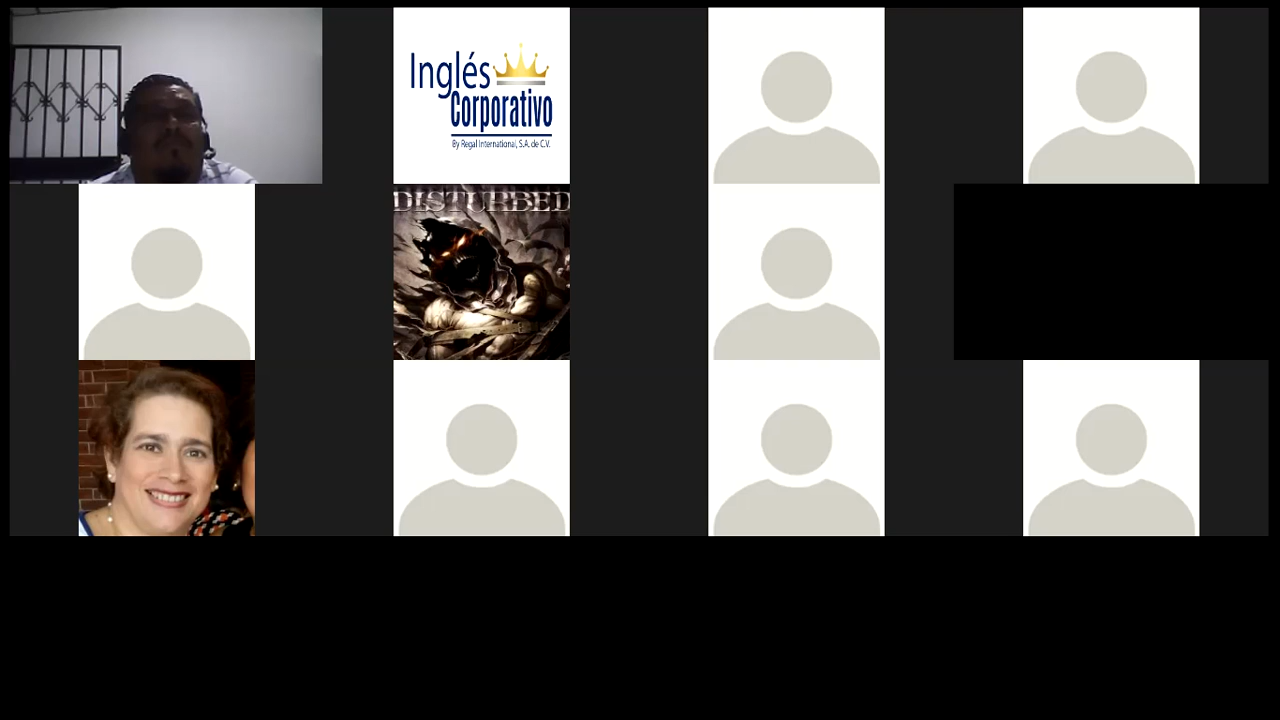 Inglés
Corporativo
By Regal International, S.A. de C.V.
DISTURBED